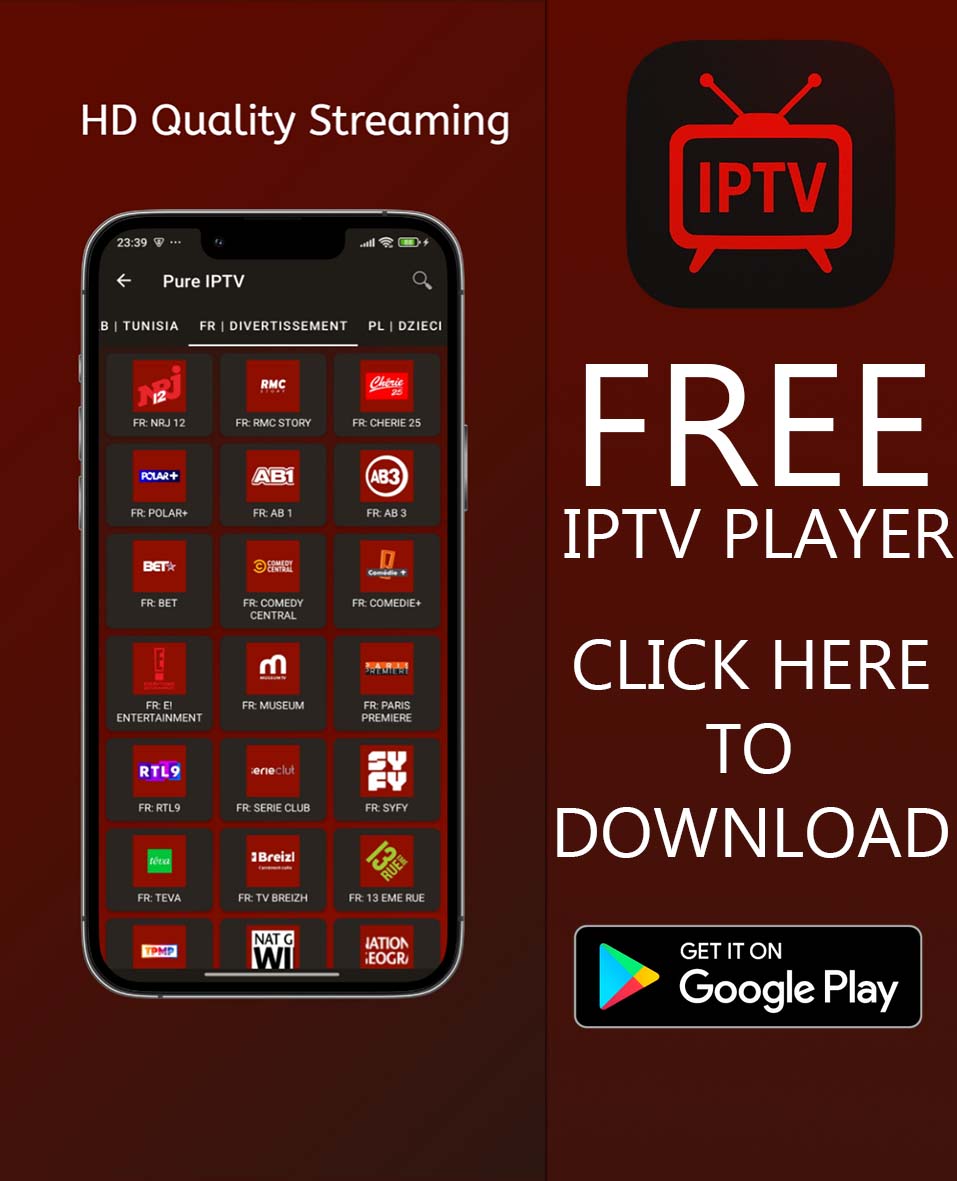 HD Quality Streaming
23:39
Pure IPTV
B | TUNISIA FR | DIVERTISSEMENT PL | DZIECI
NRJ 12 RMC STORY Chérie 25
FR: NRJ 12 FR: RMC STORY FR: CHERIE 25
POLAR+ AB1 AB3
FR: POLAR+ FR: AB 1 FR: AB 3
BET COMEDY CENTRAL Comédie +
FR: BET FR: COMEDY CENTRAL FR: COMEDIE+
E! MUSEUM TV PARIS PREMIERE
FR: E! ENTERTAINMENT FR: MUSEUM FR: PARIS PREMIERE
RTL9 serieclub SYFY
FR: RTL9 FR: SERIE CLUB FR: SYFY
téva Breizh 13 RUE
FR: TEVA FR: TV BREIZH FR: 13 EME RUE
TPMP NAT G WI NATION GEOGRA
IPTV
FREE
IPTV PLAYER
CLICK HERE
TO
DOWNLOAD
GET IT ON
Google Play